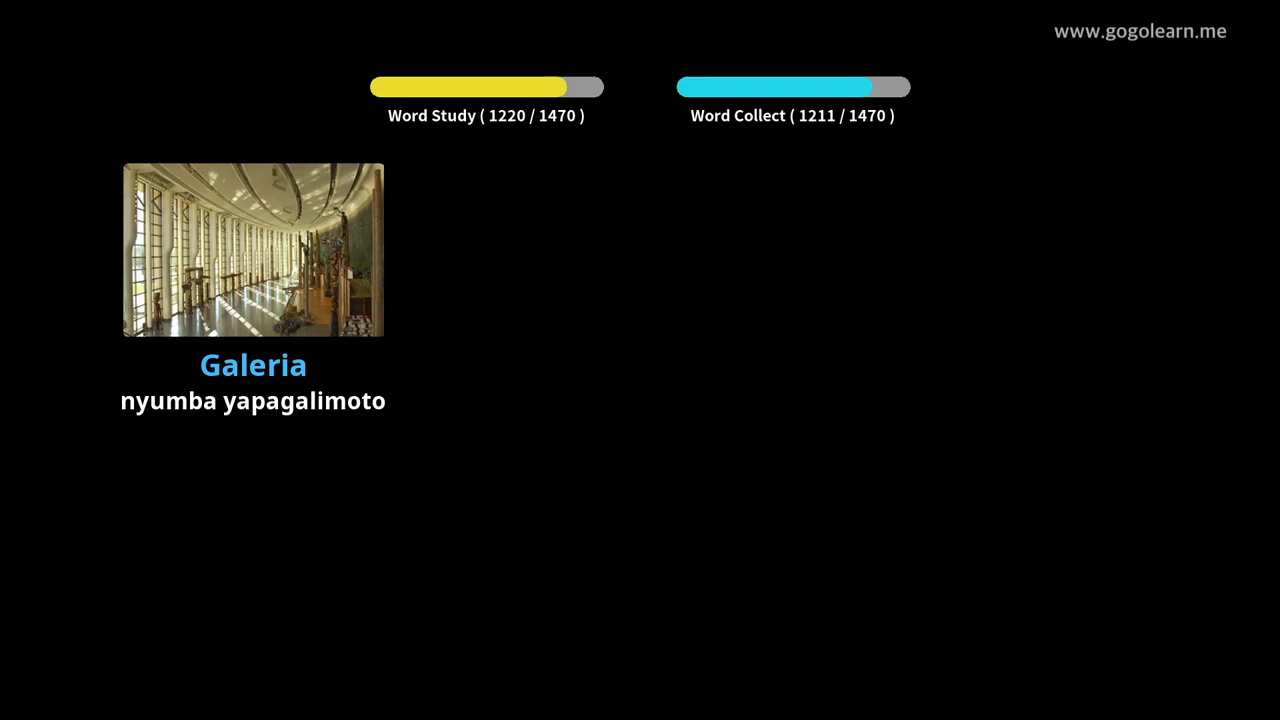 www.gogolearn.me
Word Study ( 1220 / 1470 )
Word Collect ( 1211 / 1470 )
Galeria
nyumba yapagalimoto